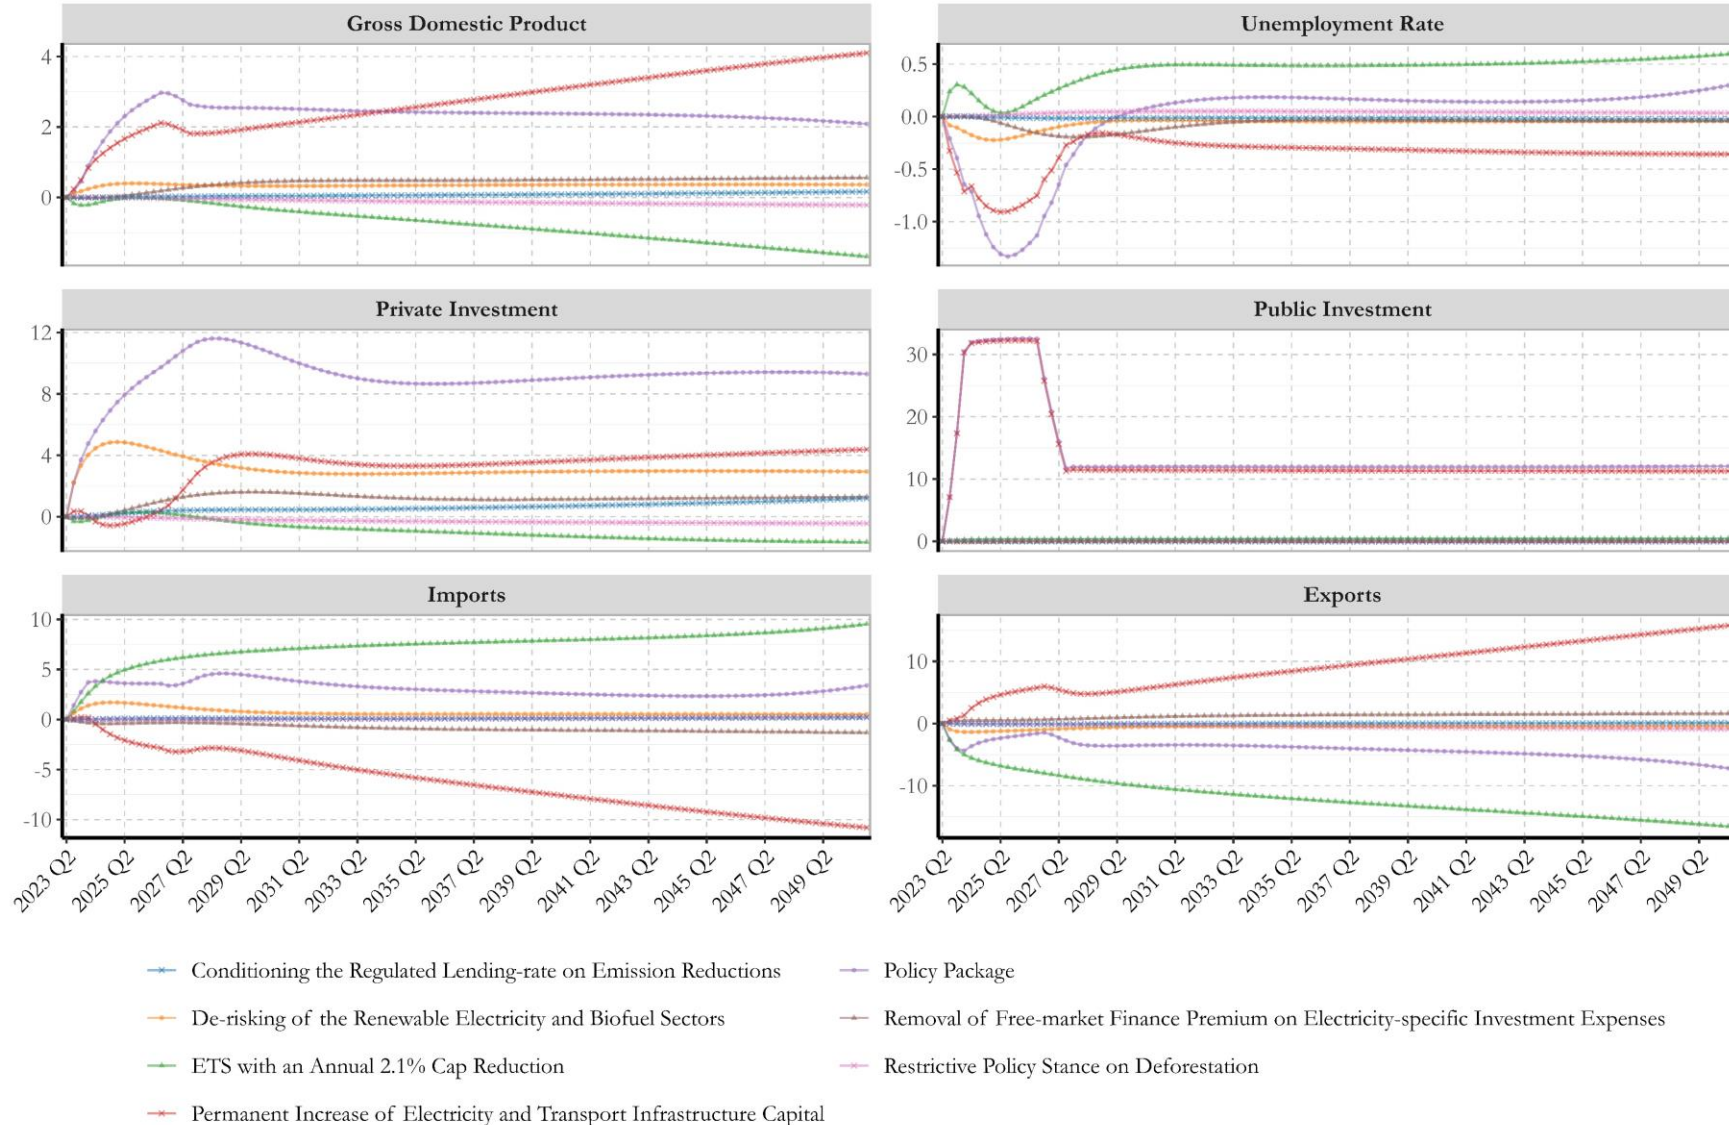 Gross Domestic Product
4
2
0
Unemployment Rate
0.5
0.0
-0.5
-1.0
Private Investment
12
8
4
0
Public Investment
30
20
10
0
Imports
10
5
0
-5
-10
Exports
10
0
-10
2023 Q2 2025 Q2 2027 Q2 2029 Q2 2031 Q2 2033 Q2 2035 Q2 2037 Q2 2039 Q2 2041 Q2 2043 Q2 2045 Q2 2047 Q2 2049 Q2
2023 Q2 2025 Q2 2027 Q2 2029 Q2 2031 Q2 2033 Q2 2035 Q2 2037 Q2 2039 Q2 2041 Q2 2043 Q2 2045 Q2 2047 Q2 2049 Q2
Conditioning the Regulated Lending-rate on Emission Reductions
De-risking of the Renewable Electricity and Biofuel Sectors
ETS with an Annual 2.1% Cap Reduction
Permanent Increase of Electricity and Transport Infrastructure Capital
Policy Package
Removal of Free-market Finance Premium on Electricity-specific Investment Expenses
Restrictive Policy Stance on Deforestation